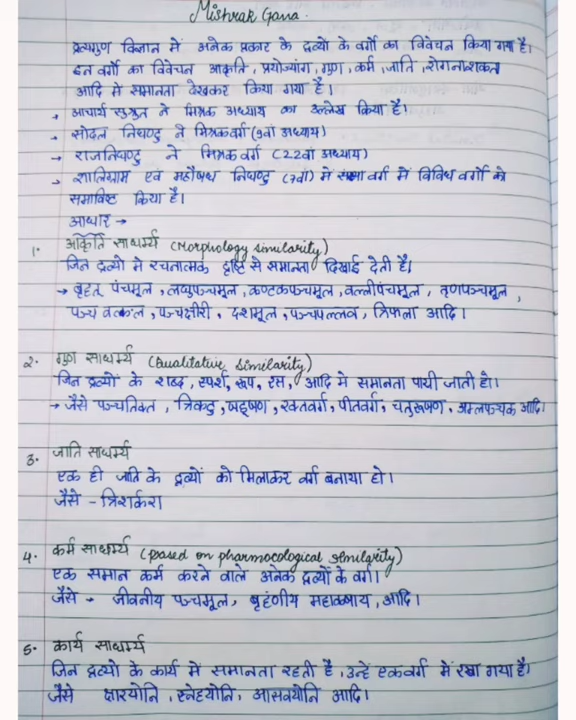 Mishrak Gana.
द्रव्यगुण विज्ञान में अनेक प्रकार के द्रव्यो के वर्गो का विवेचन किया गया है।
इन वर्गो का विवेचन आकृति, प्रयोज्यांग, गुण, कर्म, जाति, रोगनाशकता
आदि में समानता देखकर किया गया है।
→ आचार्य सुश्रुत ने मिश्रक अध्याय का उल्लेख किया है।
→ सोढल निघण्टु ने मिश्रकवर्ग (9वां अध्याय)
→ राजनिघण्टु ने मिश्रक वर्ग (22वां अध्याय)
→ शालिग्राम एवं महौषध निघण्टु (7वां) में वर्ग में विविध वर्गो को
समाविष्ट किया है।
आधार →
1. आकृति साधर्म्य (Morphology simularity)
जिन द्रव्यो मे रचनात्मक दृष्टि से समानता दिखाई देती है।
→ बृहत् पंचमूल, लघुपञ्चमूल, कण्टकपञ्चमूल, वल्लीपंचमूल, तृणपञ्चमूल,
पञ्च वल्कल, पञ्चक्षीरी, दशमूल, पञ्चपल्लव, त्रिफला आदि।
2. गुण साधर्म्य (Qualitative similarity)
जिन द्रव्यों के शब्द, स्पर्श, रूप, रस, आदि मे समानता पायी जाती हो।
→ जैसे पञ्चतिक्त, त्रिकटु, षडूषण, रक्तवर्ग, पीतवर्ग, चतुरूषण, अम्लपञ्चक आदि।
3. जाति साधर्म्य
एक ही जाति के द्रव्यों को मिलाकर वर्ग बनाया हो।
जैसे - त्रिशर्करा
4. कर्म साधर्म्य (based on pharmocological similarity)
एक समान कर्म करने वाले अनेक द्रव्यों के वर्ग।
जैसे → जीवनीय पञ्चमूल, बृहंणीय महाकषाय, आदि।
5. कार्य साधर्म्य
जिन द्रव्यो के कार्य में समानता रहती है, उन्हें एकवर्ग में रखा गया है।
जैसे क्षारयोनि, स्नेहयोनि, आसवयोनि आदि।